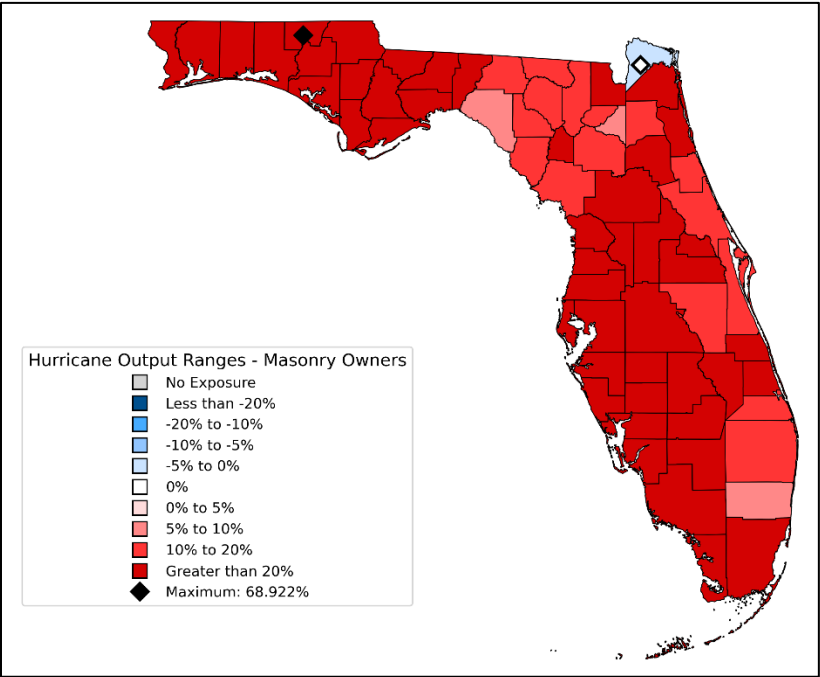 Hurricane Output Ranges - Masonry Owners
No Exposure
Less than -20%
-20% to -10%
-10% to -5%
-5% to 0%
0%
0% to 5%
5% to 10%
10% to 20%
Greater than 20%
Maximum: 68.922%